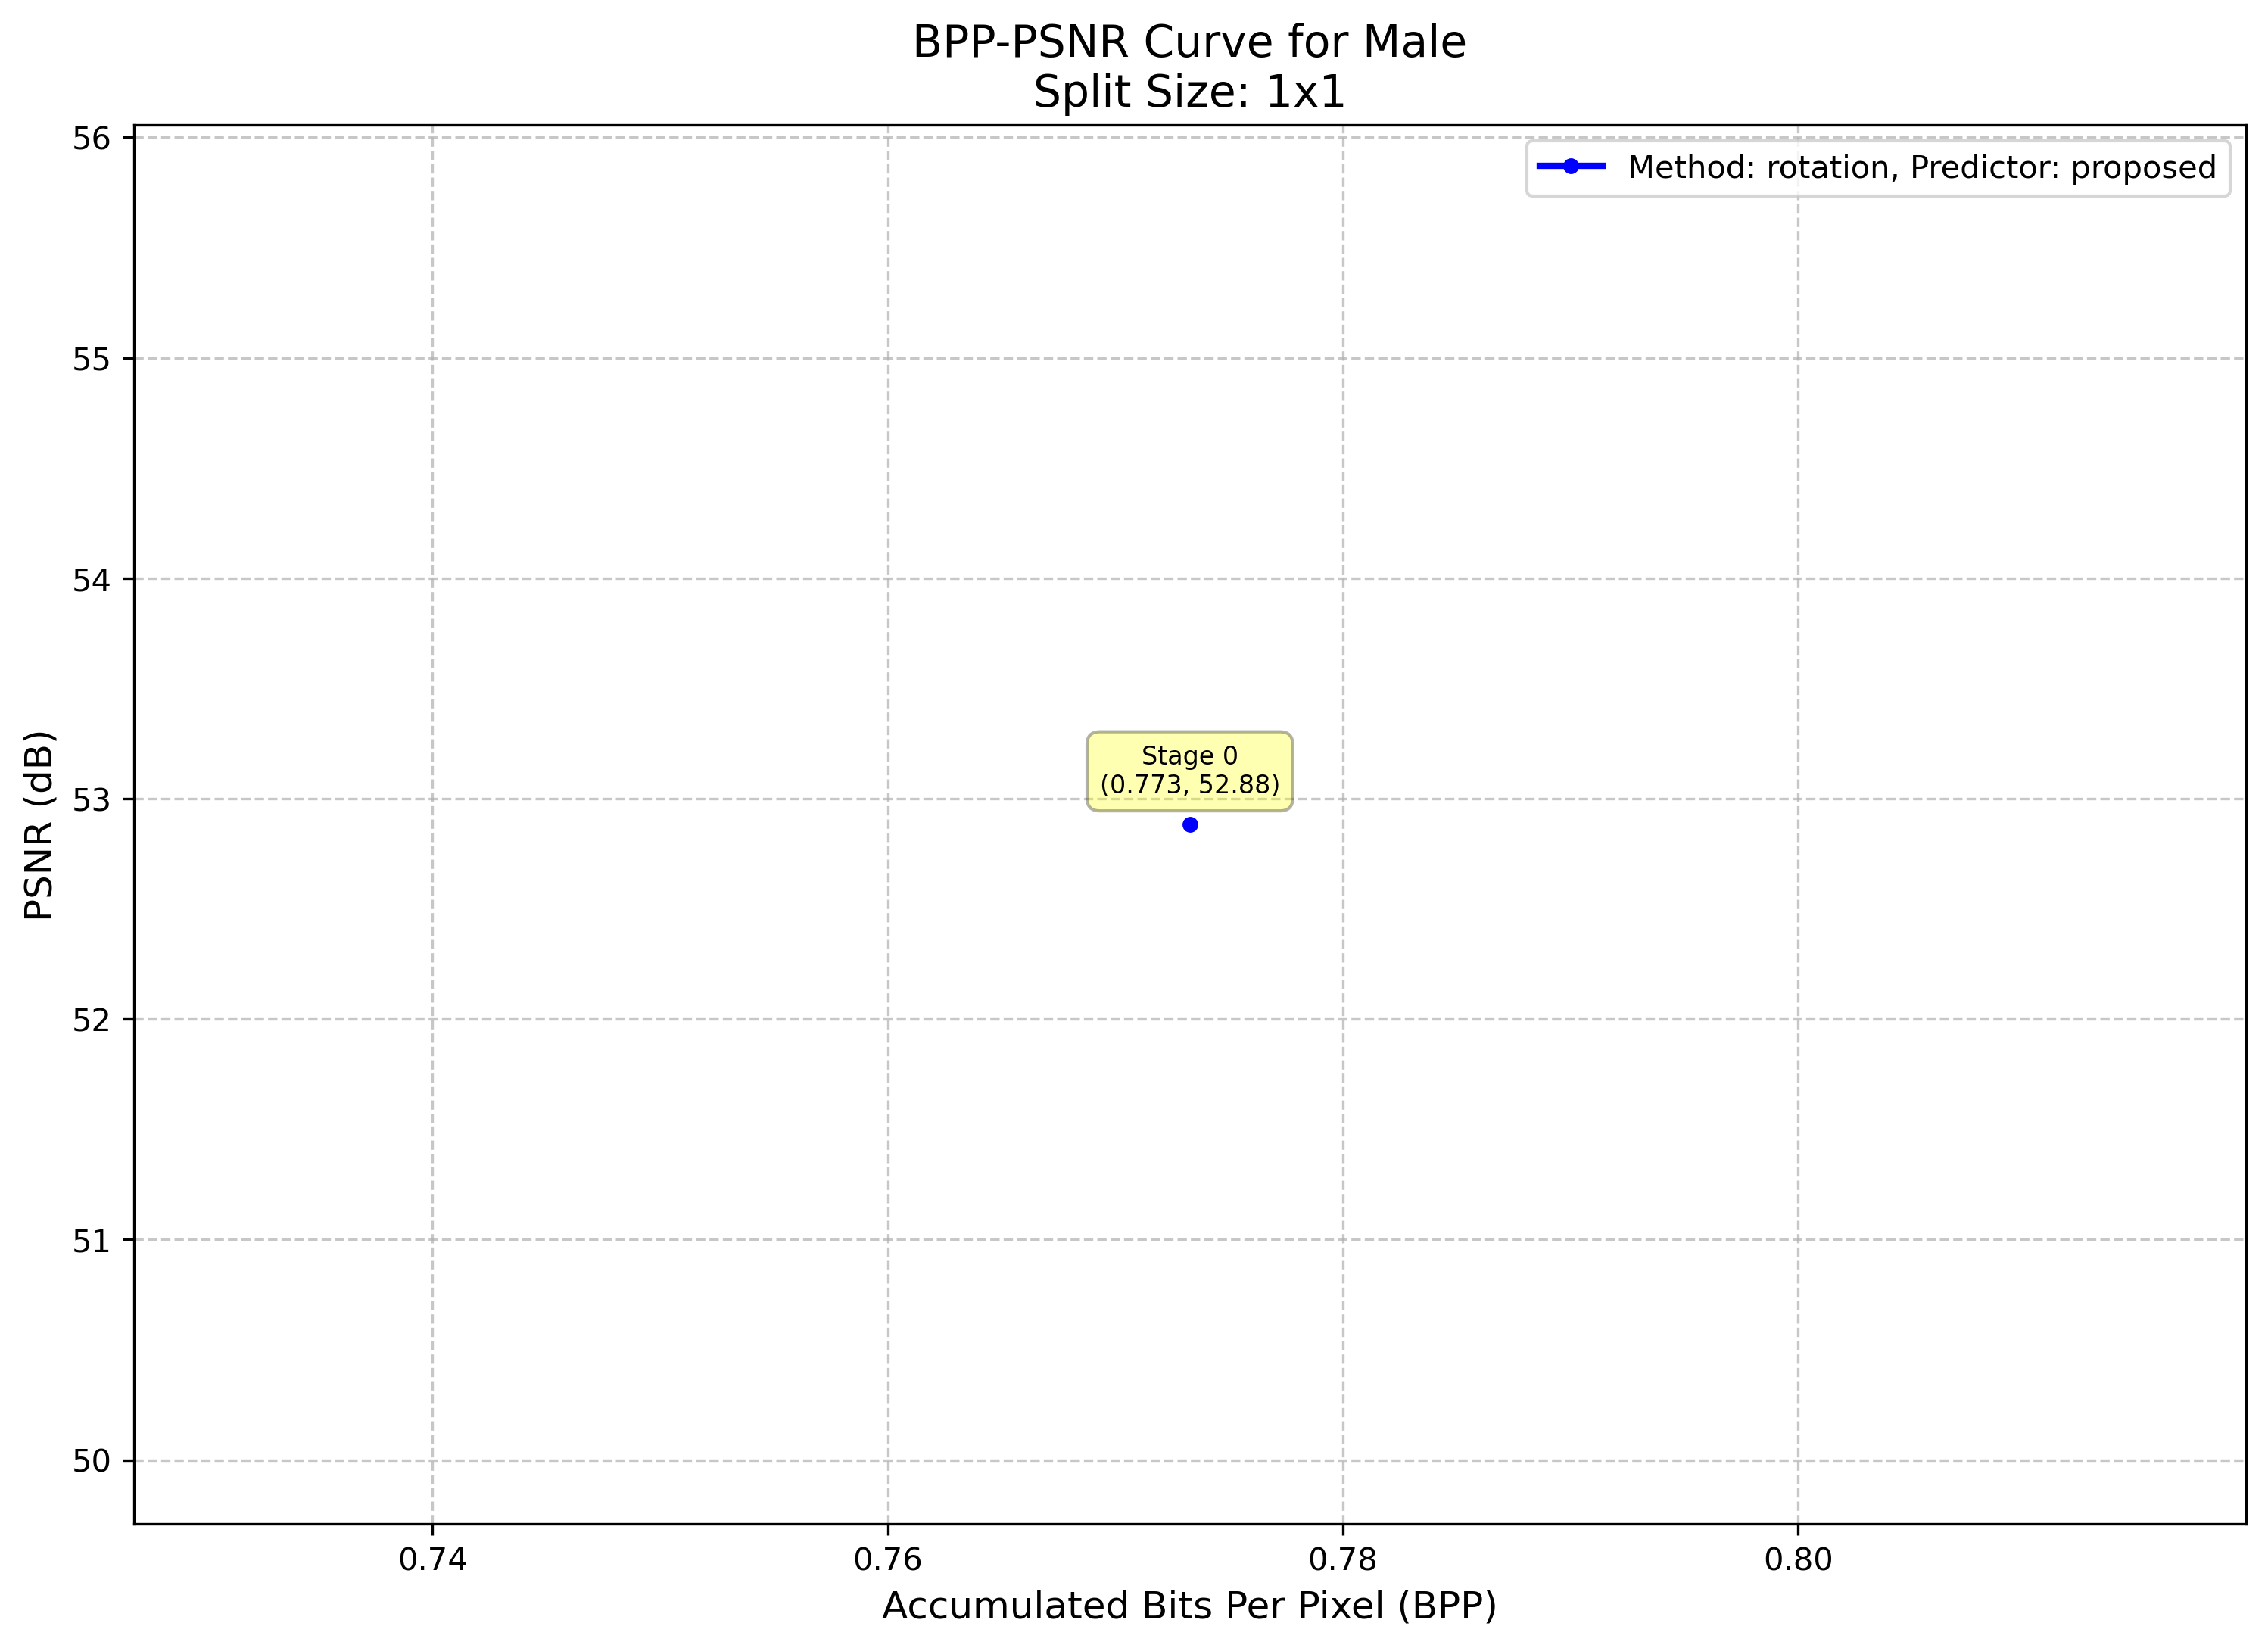 BPP-PSNR Curve for Male
Split Size: 1x1
Method: rotation, Predictor: proposed
56
55
54
53
52
51
50
PSNR (dB)
Stage 0
(0.773, 52.88)
0.74
0.76
0.78
0.80
Accumulated Bits Per Pixel (BPP)